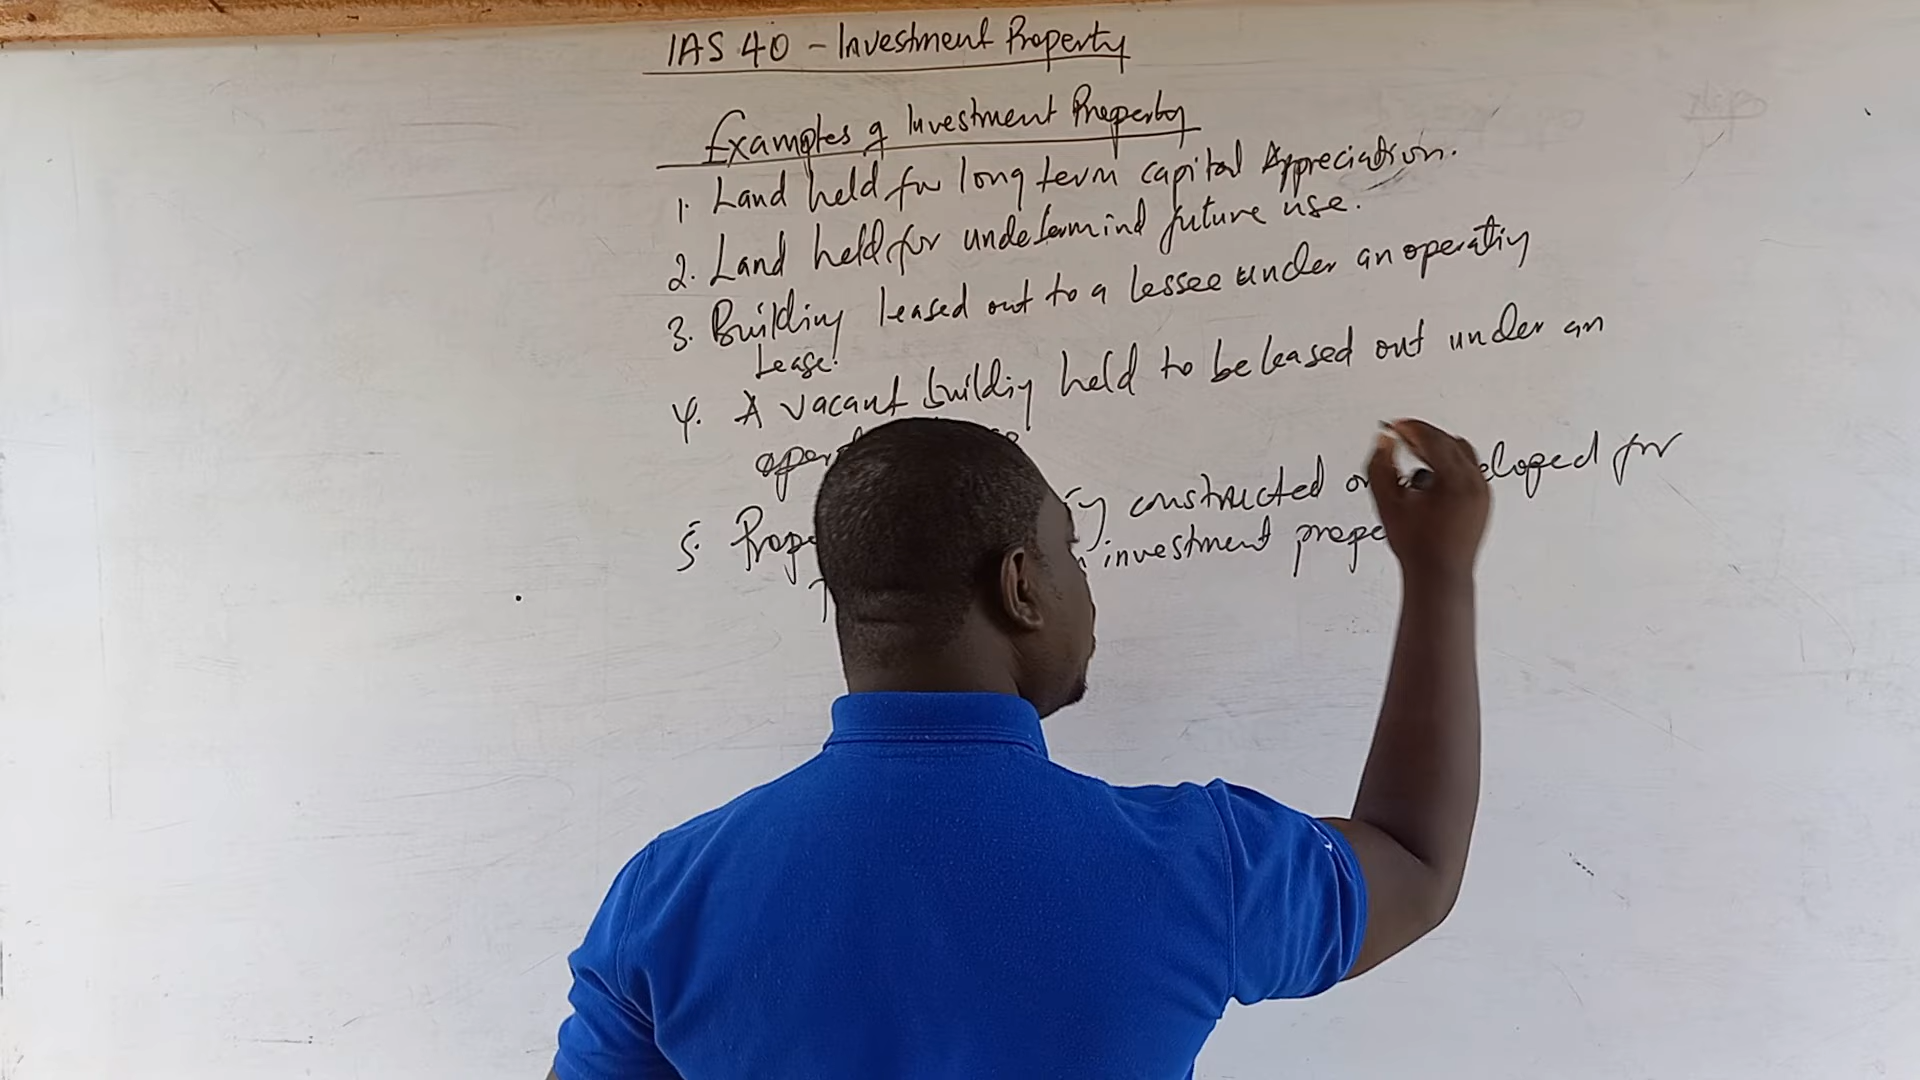 IAS 40 - Investment Property
Examples of Investment Property
1. Land held for long term capital Appreciation.
2. Land held for undetermind future use.
3. Building leased out to a lessee under an operating
Lease.
4. A vacant building held to be leased out under an
5. constructed or for
investment